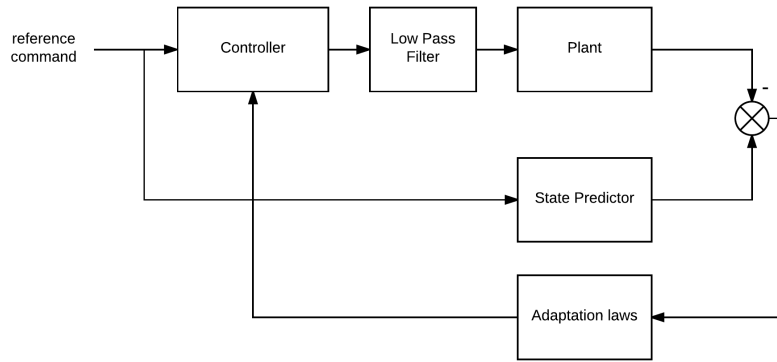 reference
command
Controller
Low Pass
Filter
Plant
-
State Predictor
Adaptation laws